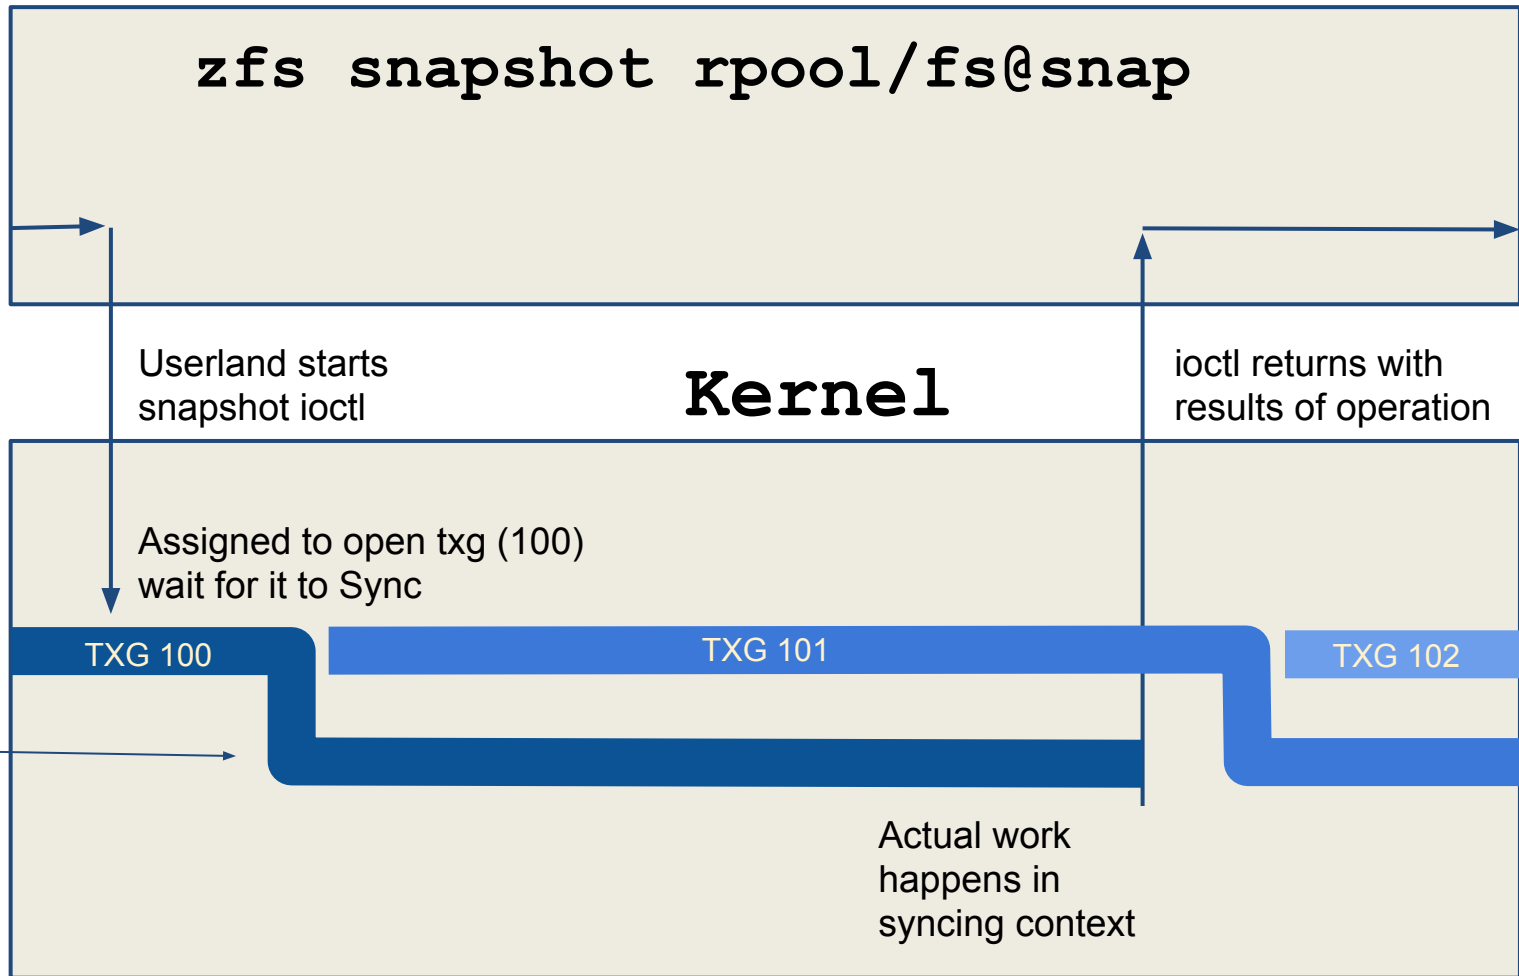 zfs snapshot rpool/fs@snap
Userland starts
snapshot ioctl
Kernel
ioctl returns with
results of operation
Assigned to open txg (100)
wait for it to Sync
TXG 100
TXG 101
TXG 102
Actual work
happens in
syncing context